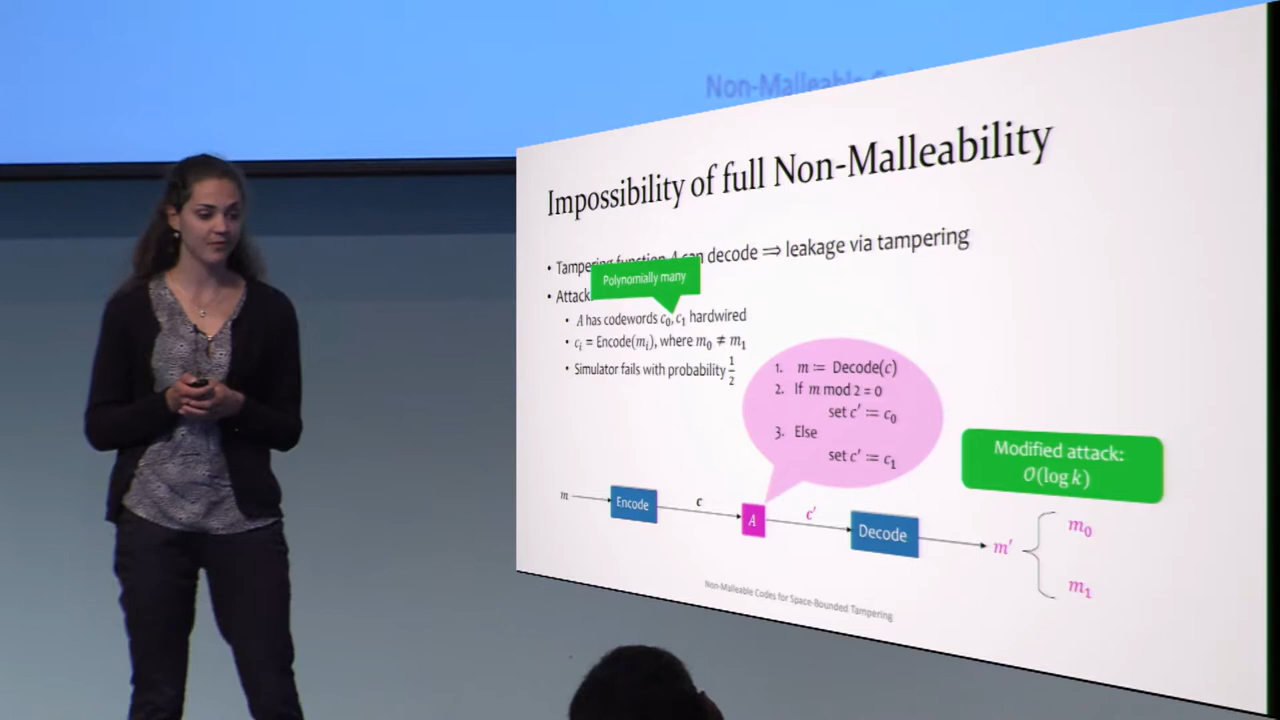 Non-Malleable
Impossibility of full Non-Malleability
• Tampering function A can decode ⟹ leakage via tampering
Polynomially many
• Attack
• A has codewords c₀, c₁ hardwired
• cᵢ = Encode(mᵢ), where m₀ ≠ m₁
• Simulator fails with probability 1/2
1. m ≔ Decode(c)
2. If m mod 2 = 0
set c′ ≔ c₀
3. Else
set c′ ≔ c₁
Modified attack:
O(log k)
m Encode c A c′ Decode m′ m₀
m₁
Non-Malleable Codes for Space-Bounded Tampering